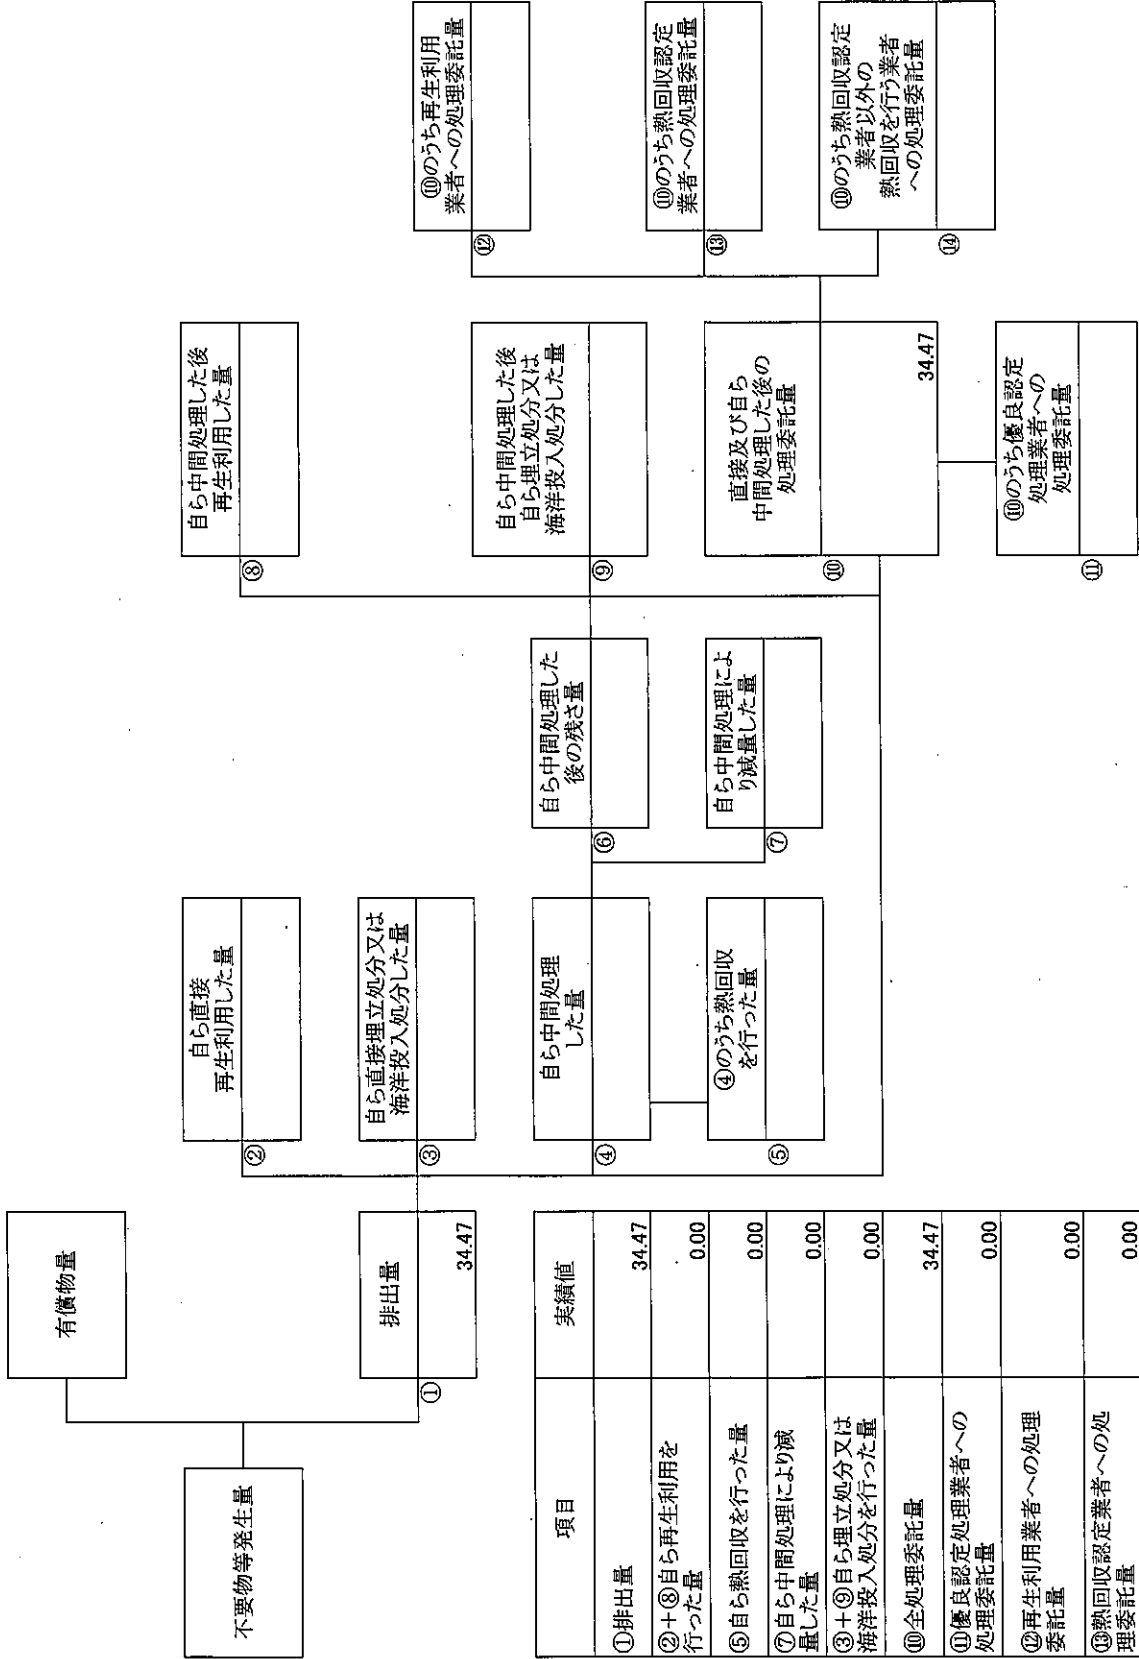 不要物等発生量
有償物量
①
排出量
34.47
②
自ら直接
再生利用した量
③
自ら直接埋立処分又は
海洋投入処分した量
④
自ら中間処理
した量
⑤
④のうち熱回収
を行った量
⑥
自ら中間処理した
後の残さ量
⑦
自ら中間処理によ
り減量した量
⑧
自ら中間処理した後
再生利用した量
⑨
自ら中間処理した後
自ら埋立処分又は
海洋投入処分した量
⑩
直接及び自ら
中間処理した後の
処理委託量
34.47
⑪
⑩のうち優良認定
処理業者への
処理委託量
⑫
⑩のうち再生利用
業者への処理委託量
⑬
⑩のうち熱回収認定
業者への処理委託量
⑭
⑩のうち熱回収認定
業者以外の
熱回収を行う業者
への処理委託量
項目 実績値
①排出量 34.47
②+⑧自ら再生利用を
行った量 0.00
⑤自ら熱回収を行った量 0.00
⑦自ら中間処理により減
量した量 0.00
③+⑨自ら埋立処分又は
海洋投入処分を行った量 0.00
⑩全処理委託量 34.47
⑪優良認定処理業者への
処理委託量 0.00
⑫再生利用業者への処理
委託量 0.00
⑬熱回収認定業者への処
理委託量 0.00